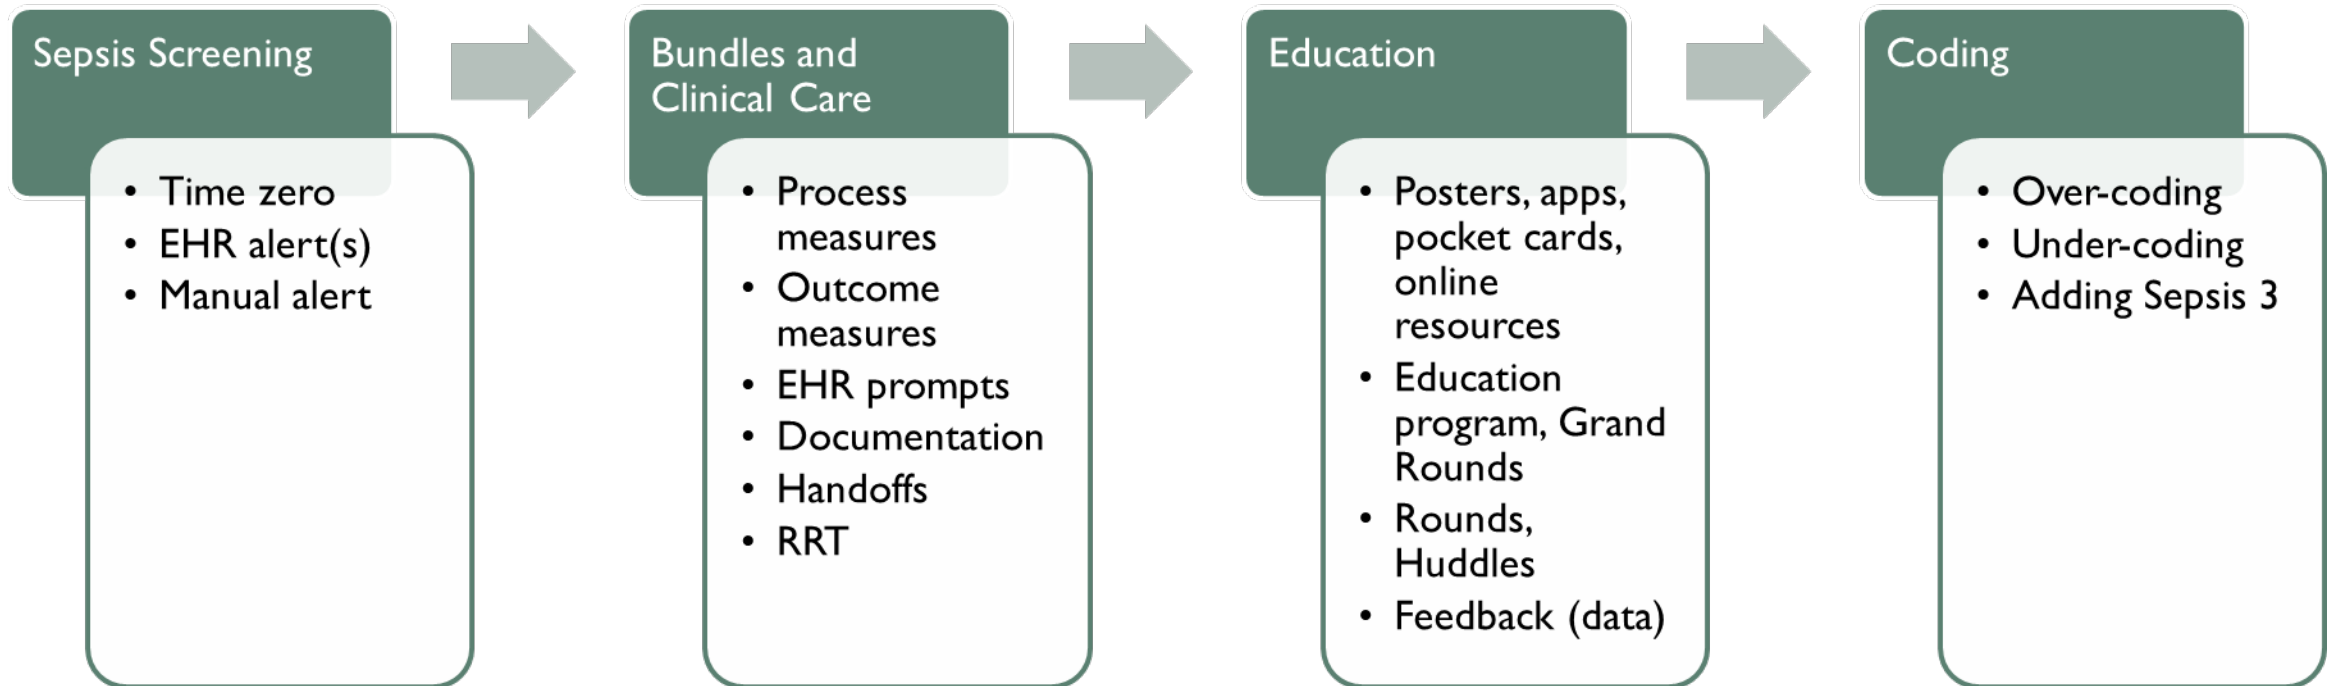 Sepsis Screening
• Time zero
• EHR alert(s)
• Manual alert
Bundles and
Clinical Care
• Process
measures
• Outcome
measures
• EHR prompts
• Documentation
• Handoffs
• RRT
Education
• Posters, apps,
pocket cards,
online
resources
• Education
program, Grand
Rounds
• Rounds,
Huddles
• Feedback (data)
Coding
• Over-coding
• Under-coding
• Adding Sepsis 3